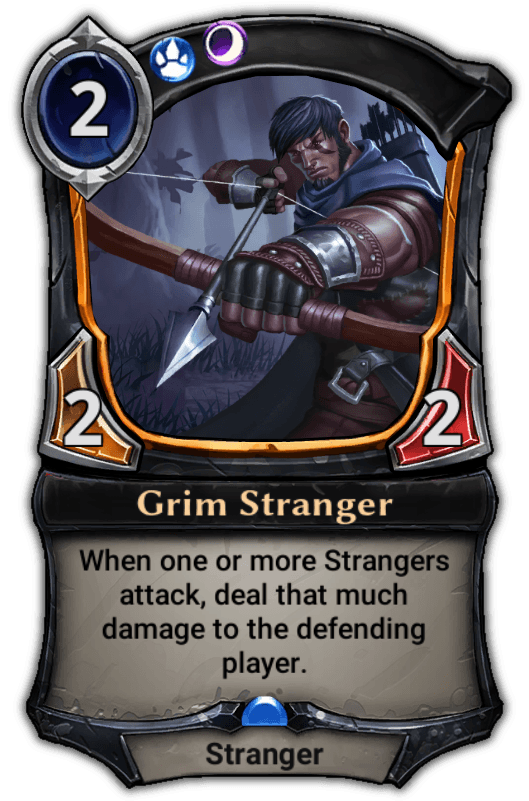 2
2
2
Grim Stranger
When one or more Strangers
attack, deal that much
damage to the defending
player.
Stranger